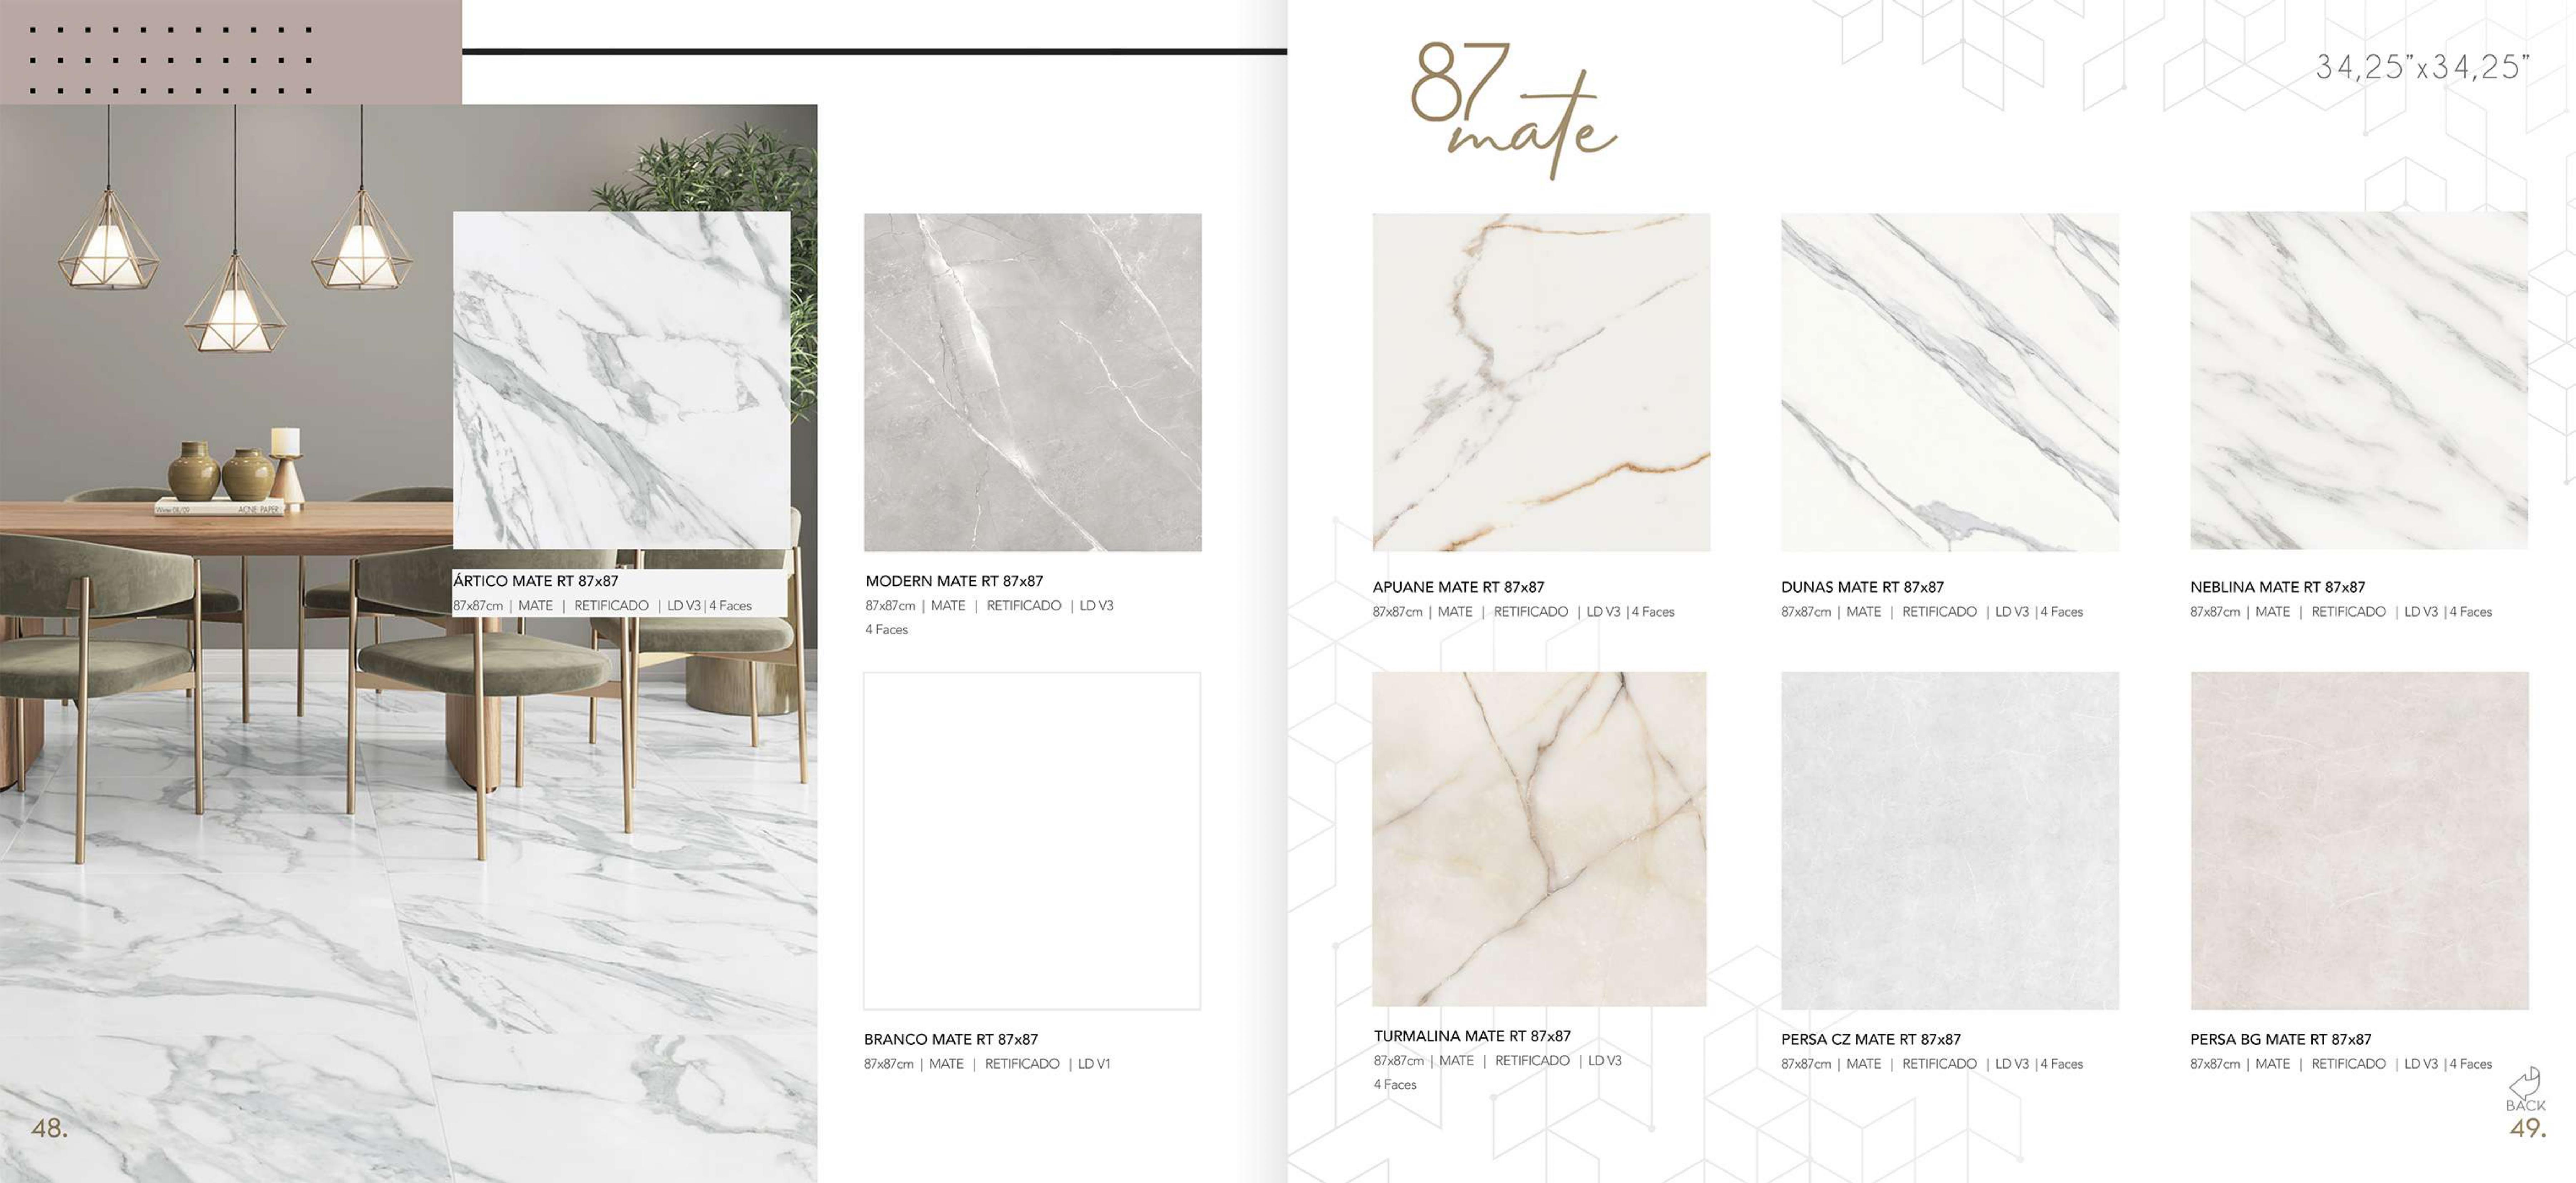 Winter 08/09 ACNE PAPER
ÁRTICO MATE RT 87x87
87x87cm | MATE | RETIFICADO | LD V3 | 4 Faces
MODERN MATE RT 87x87
87x87cm | MATE | RETIFICADO | LD V3
4 Faces
BRANCO MATE RT 87x87
87x87cm | MATE | RETIFICADO | LD V1
48.
87
mate
34,25”x34,25”
APUANE MATE RT 87x87
87x87cm | MATE | RETIFICADO | LD V3 | 4 Faces
DUNAS MATE RT 87x87
87x87cm | MATE | RETIFICADO | LD V3 | 4 Faces
NEBLINA MATE RT 87x87
87x87cm | MATE | RETIFICADO | LD V3 | 4 Faces
TURMALINA MATE RT 87x87
87x87cm | MATE | RETIFICADO | LD V3
4 Faces
PERSA CZ MATE RT 87x87
87x87cm | MATE | RETIFICADO | LD V3 | 4 Faces
PERSA BG MATE RT 87x87
87x87cm | MATE | RETIFICADO | LD V3 | 4 Faces
BACK
49.